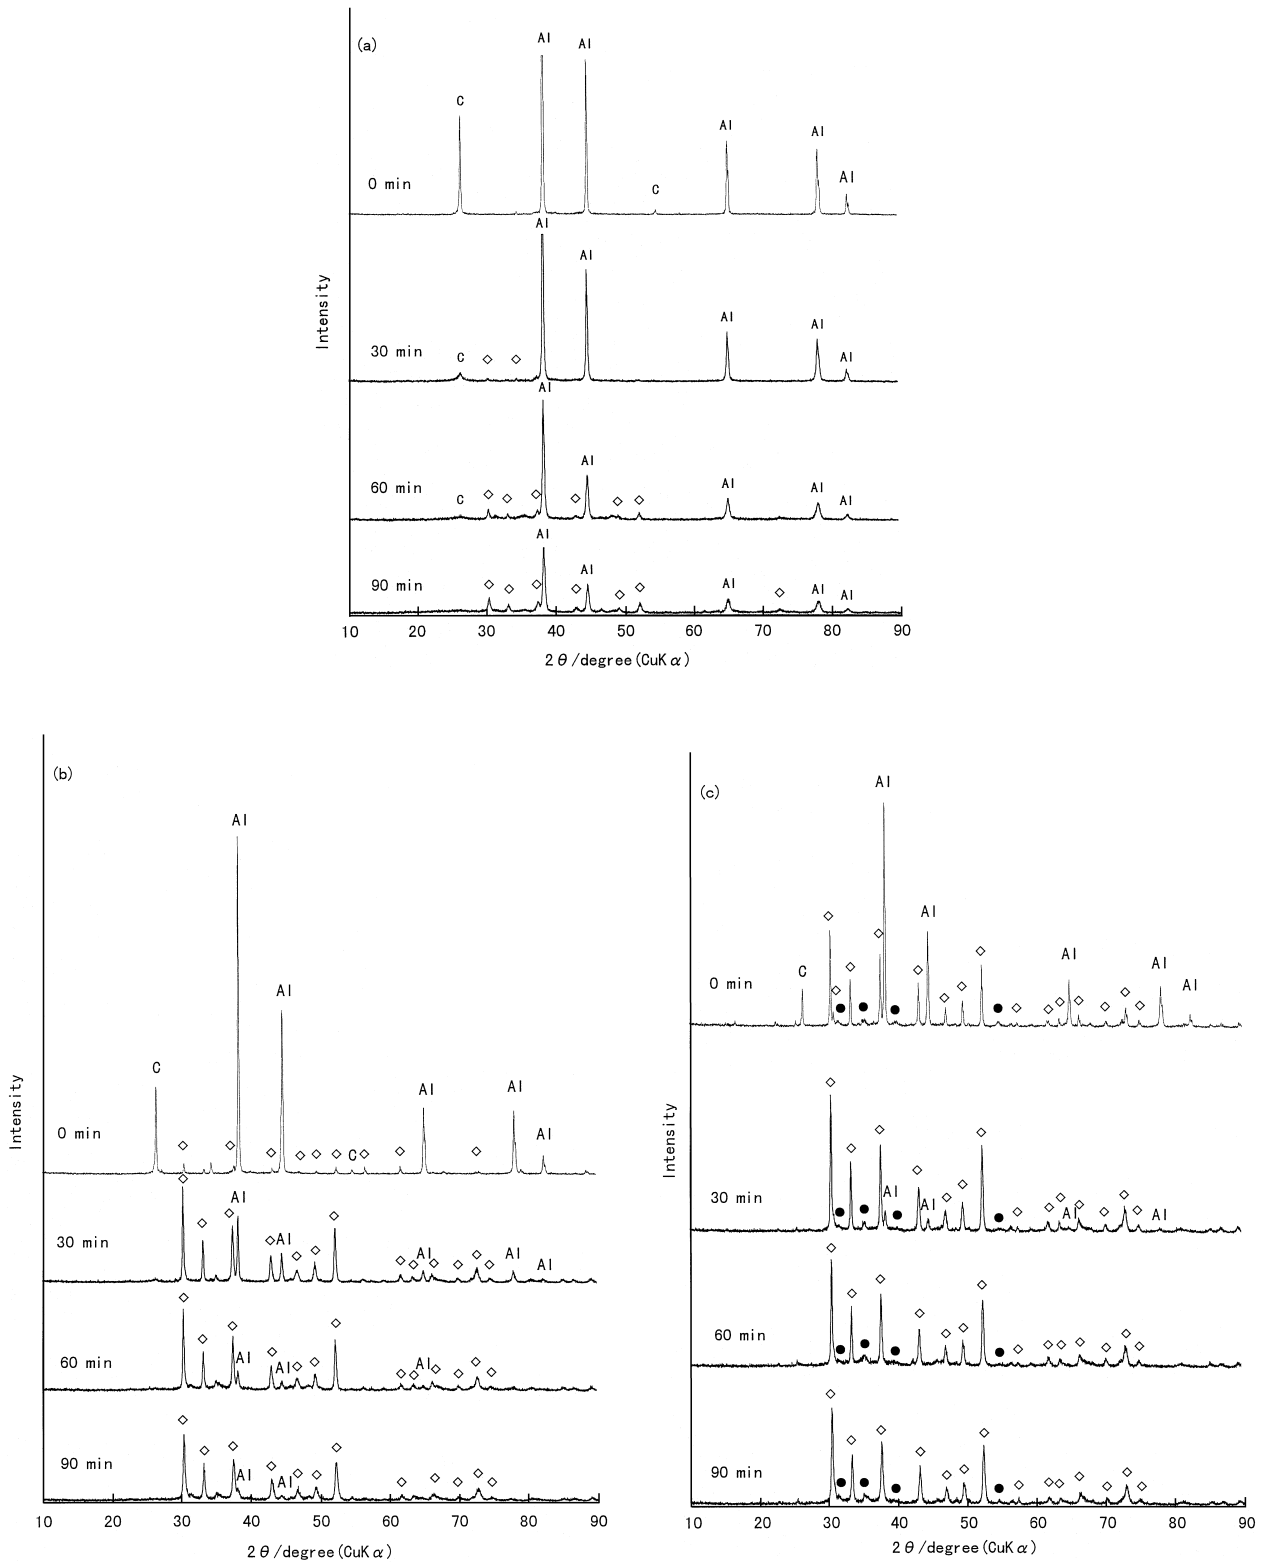 (a)
Al Al
C
Al Al
Al
0 min
C
Al
Al
Intensity
Al Al
30 min C Al
Al
Al
60 min C Al Al Al
Al
90 min Al Al Al Al
10 20 30 40 50 60 70 80 90
2θ/degree(CuKα)
(b)
Al
Al
C
Al Al
Intensity
0 min C Al
Al
30 min Al Al Al Al
60 min Al Al Al
90 min Al Al
10 20 30 40 50 60 70 80 90
2θ/degree(CuKα)
(c)
Al
Al
C Al Al
0 min Al
Intensity
30 min Al Al Al Al
60 min
90 min
10 20 30 40 50 60 70 80 90
2θ/degree(CuKα)